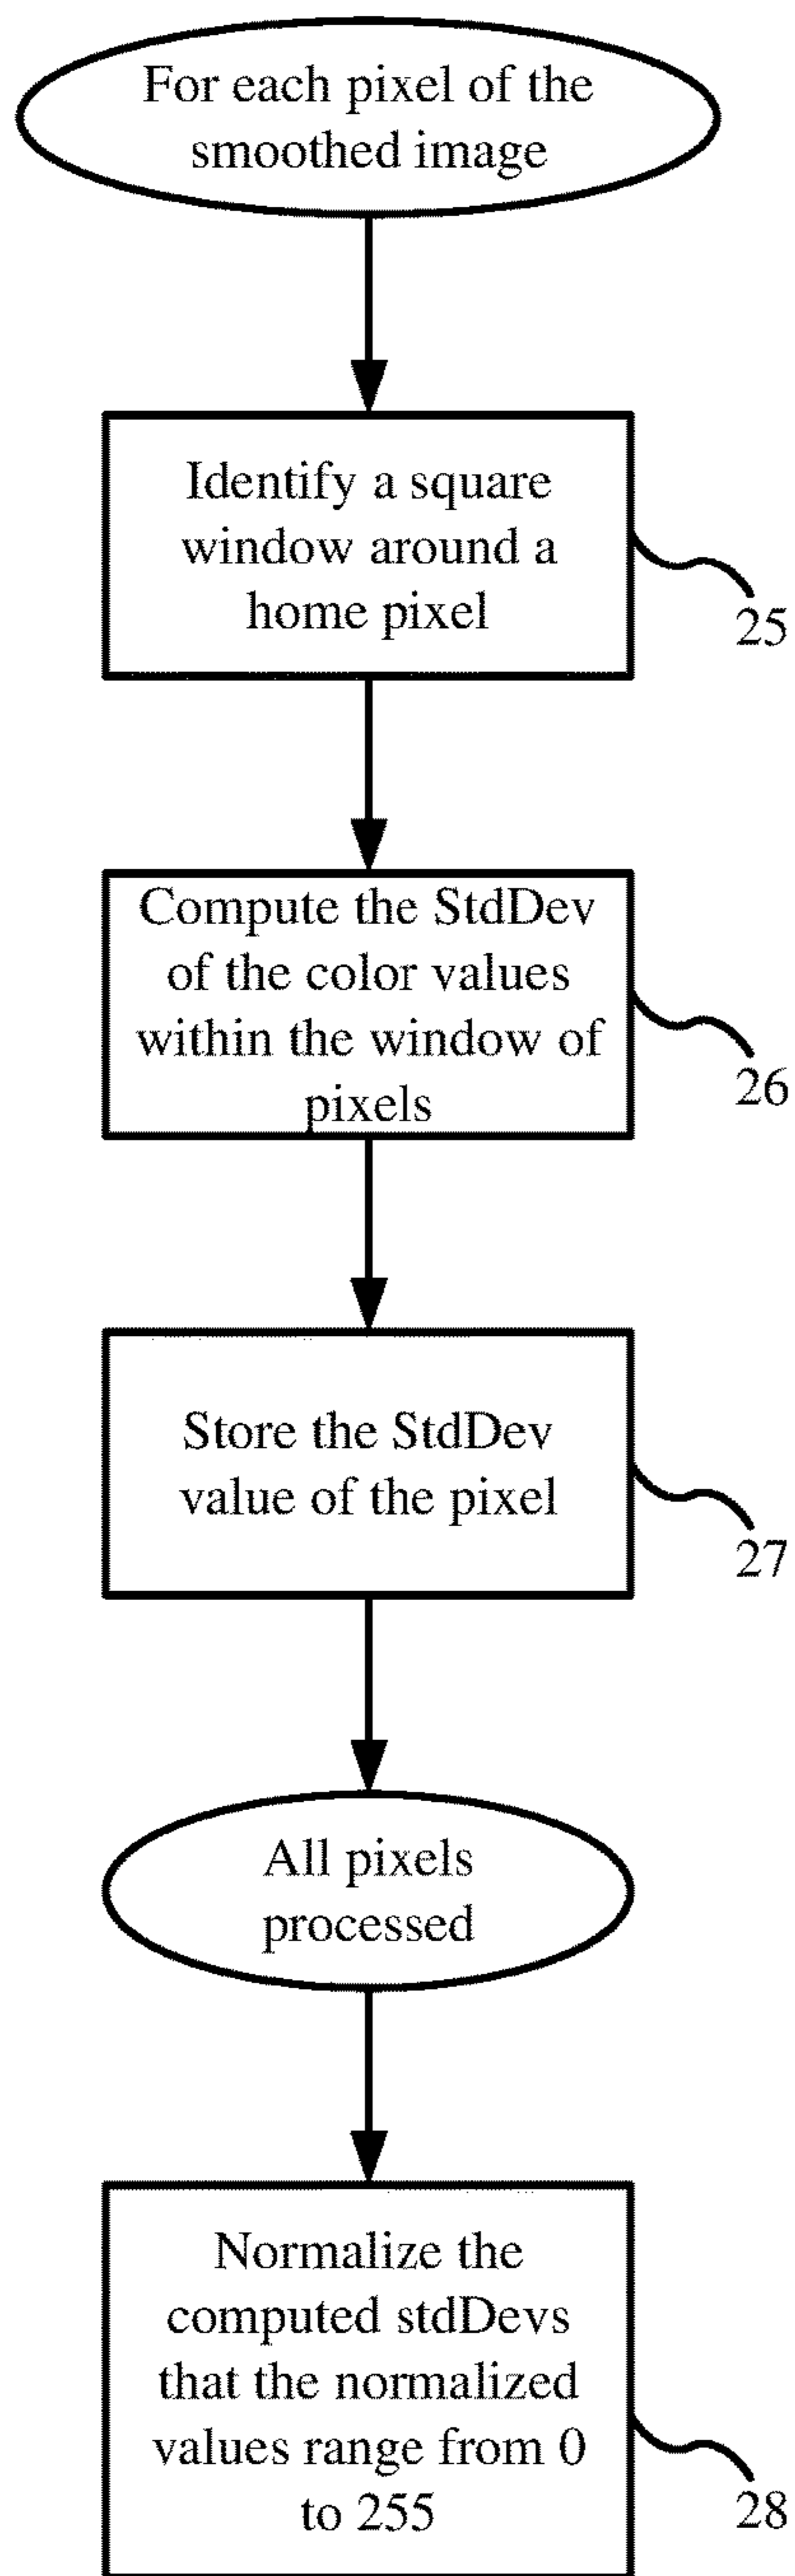 For each pixel of the
smoothed image
Identify a square
window around a
home pixel
25
Compute the StdDev
of the color values
within the window of
pixels
26
Store the StdDev
value of the pixel
27
All pixels
processed
Normalize the
computed stdDevs
that the normalized
values range from 0
to 255
28